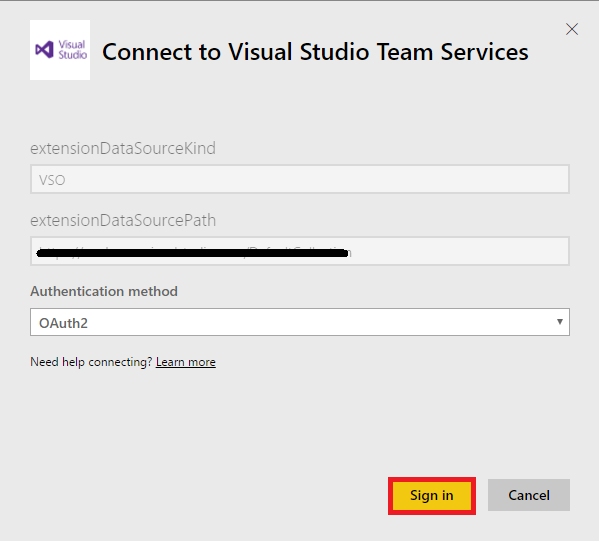 Visual
Studio
Connect to Visual Studio Team Services
extensionDataSourceKind
VSO
extensionDataSourcePath
Authentication method
OAuth2
Need help connecting? Learn more
Sign in
Cancel